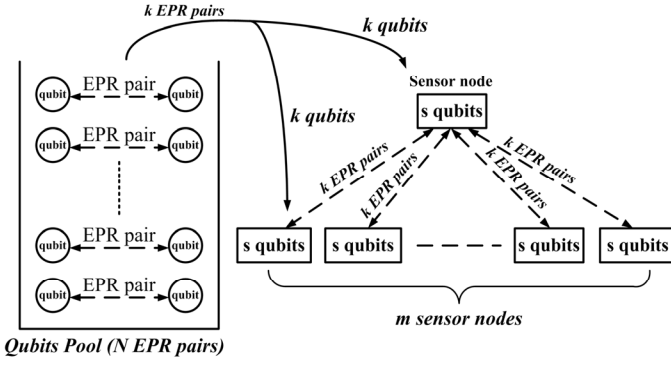 k EPR pairs
k qubits
Sensor node
s qubits
k qubits
qubit EPR pair qubit
qubit EPR pair qubit
qubit EPR pair qubit
qubit EPR pair qubit
k EPR pairs
k EPR pairs
k EPR pairs
k EPR pairs
s qubits s qubits s qubits s qubits
m sensor nodes
Qubits Pool (N EPR pairs)